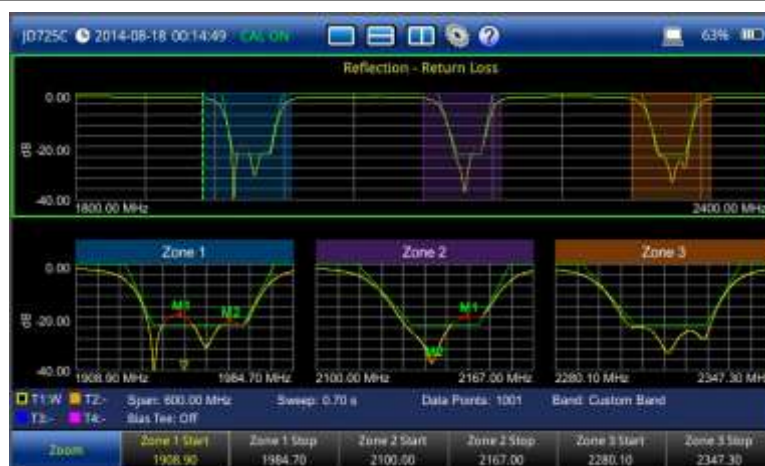 JD725C 2014-08-18 00:14:49 CAL ON 63%
Reflection - Return Loss
0.00
dB -20.00
-40.00
1800.00 MHz 2400.00 MHz
Zone 1 Zone 2 Zone 3
0.00
M1 M2 M1
dB -20.00
M2
-40.00
1908.90 MHz 1984.70 MHz 2100.00 MHz 2167.00 MHz 2280.10 MHz 2347.30 MHz
T1:W T2:- Span: 600.00 MHz Sweep: 0.70 s Data Points: 1001 Band: Custom Band
T3:- T4:- Bias Tee: Off
Zoom Zone 1 Start Zone 1 Stop Zone 2 Start Zone 2 Stop Zone 3 Start Zone 3 Stop
1908.90 1984.70 2100.00 2167.00 2280.10 2347.30